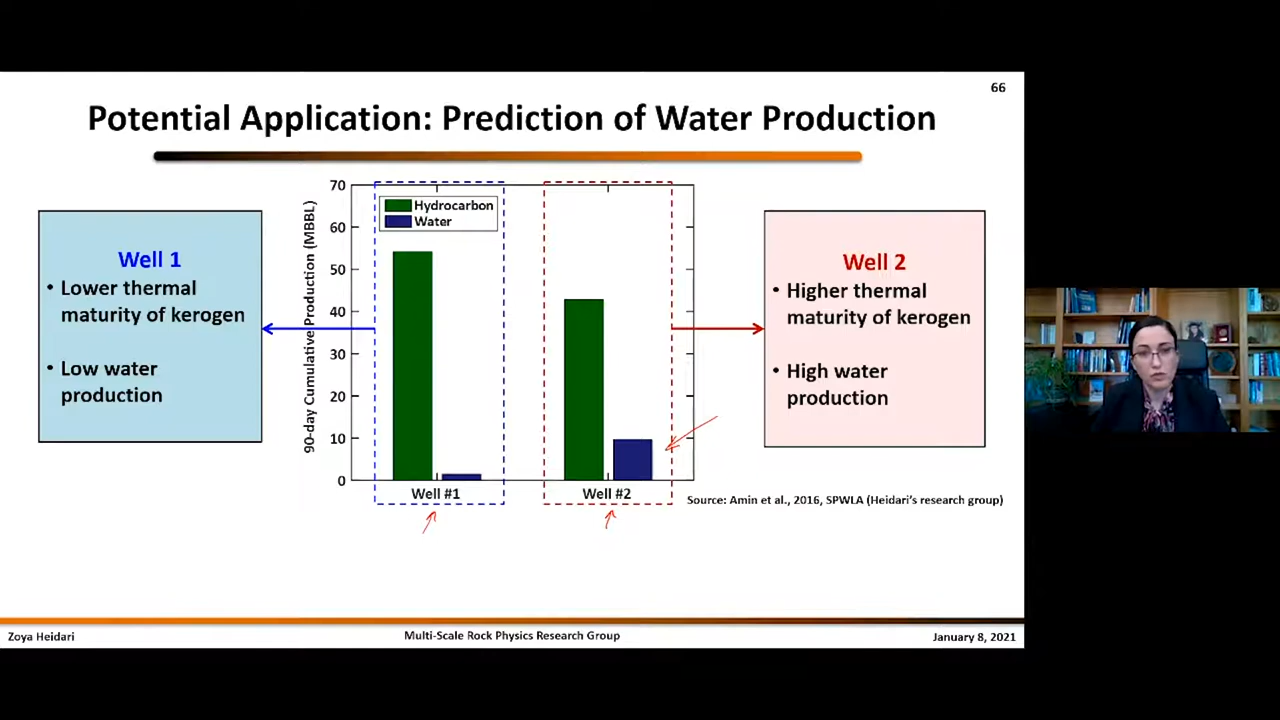 66
Potential Application: Prediction of Water Production
Well 1
• Lower thermal
maturity of kerogen
• Low water
production
90-day Cumulative Production (MBBL)
70
60
50
40
30
20
10
0
Hydrocarbon
Water
Well #1
Well #2
Well 2
• Higher thermal
maturity of kerogen
• High water
production
Source: Amin et al., 2016, SPWLA (Heidari's research group)
Zoya Heidari
Multi-Scale Rock Physics Research Group
January 8, 2021